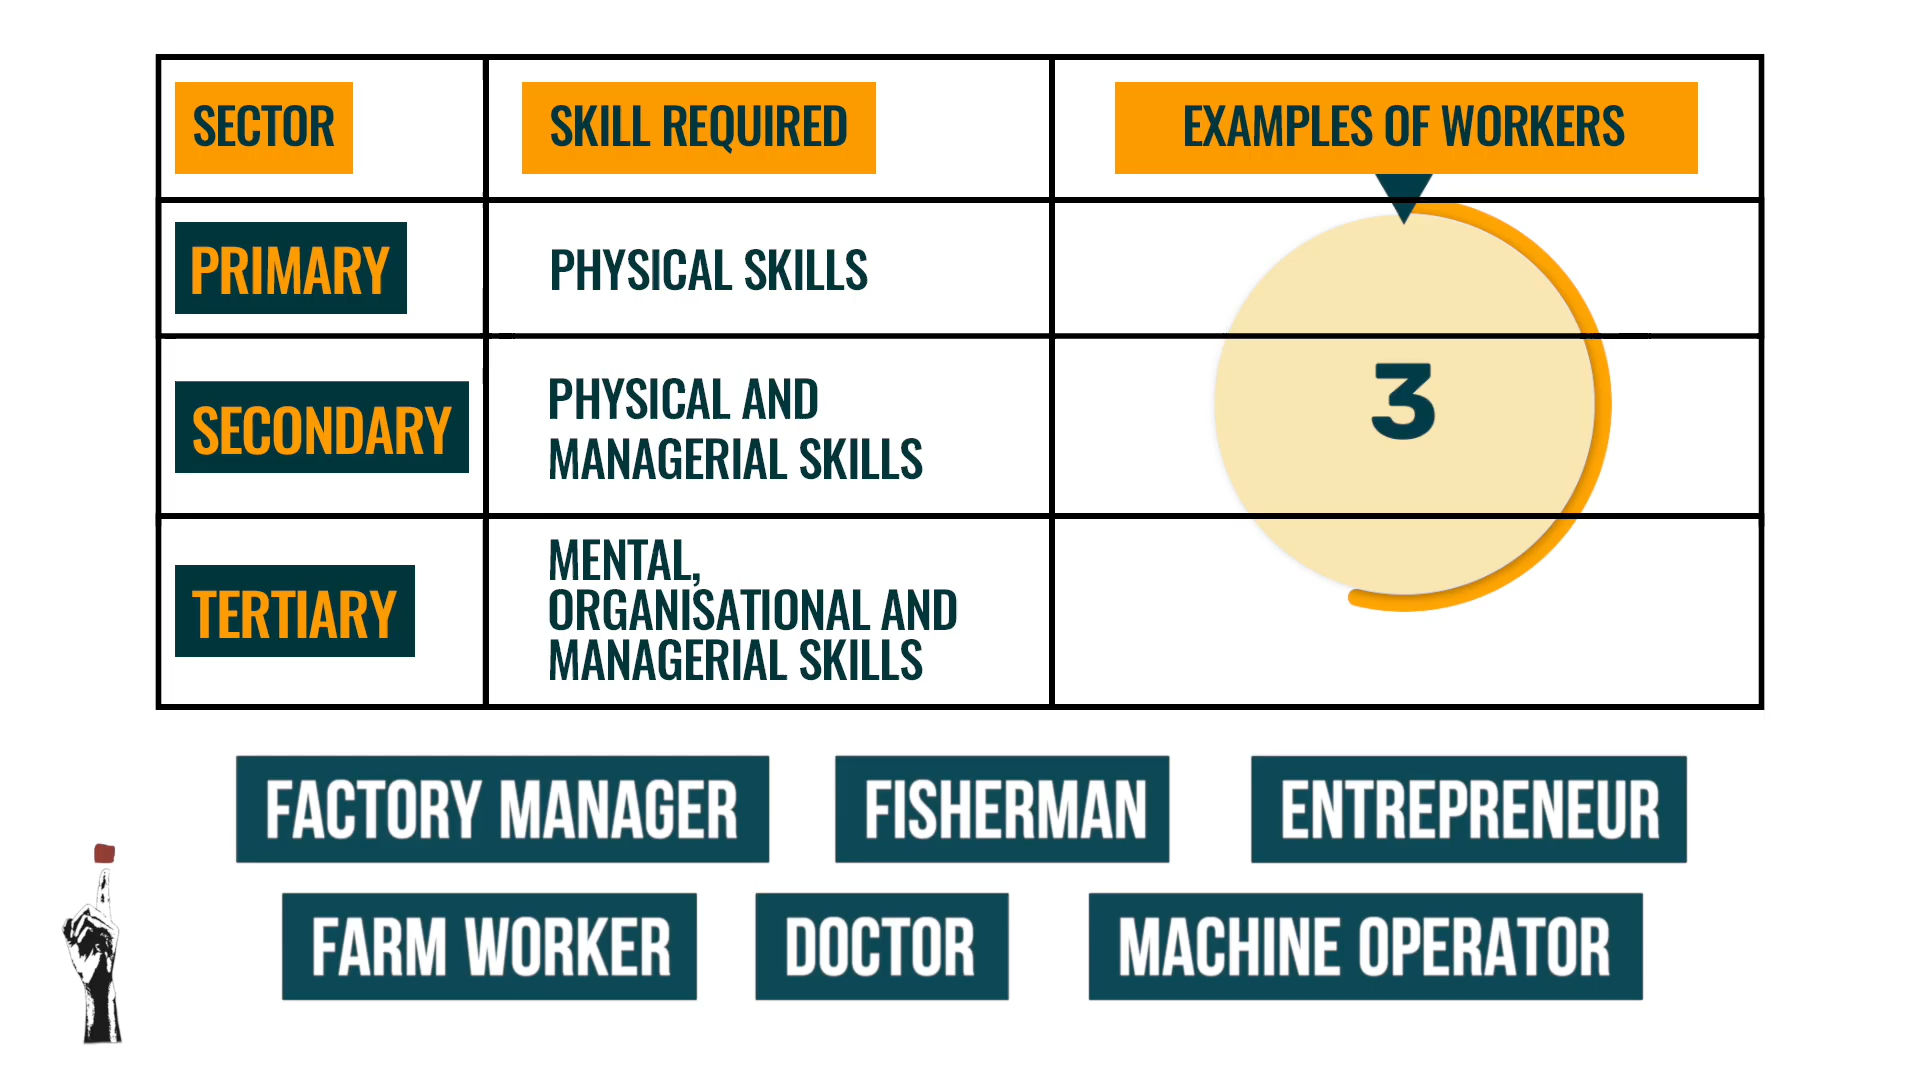 SECTOR
SKILL REQUIRED
EXAMPLES OF WORKERS
PRIMARY
PHYSICAL SKILLS
SECONDARY
PHYSICAL AND
MANAGERIAL SKILLS
3
TERTIARY
MENTAL,
ORGANISATIONAL AND
MANAGERIAL SKILLS
FACTORY MANAGER
FISHERMAN
ENTREPRENEUR
FARM WORKER
DOCTOR
MACHINE OPERATOR